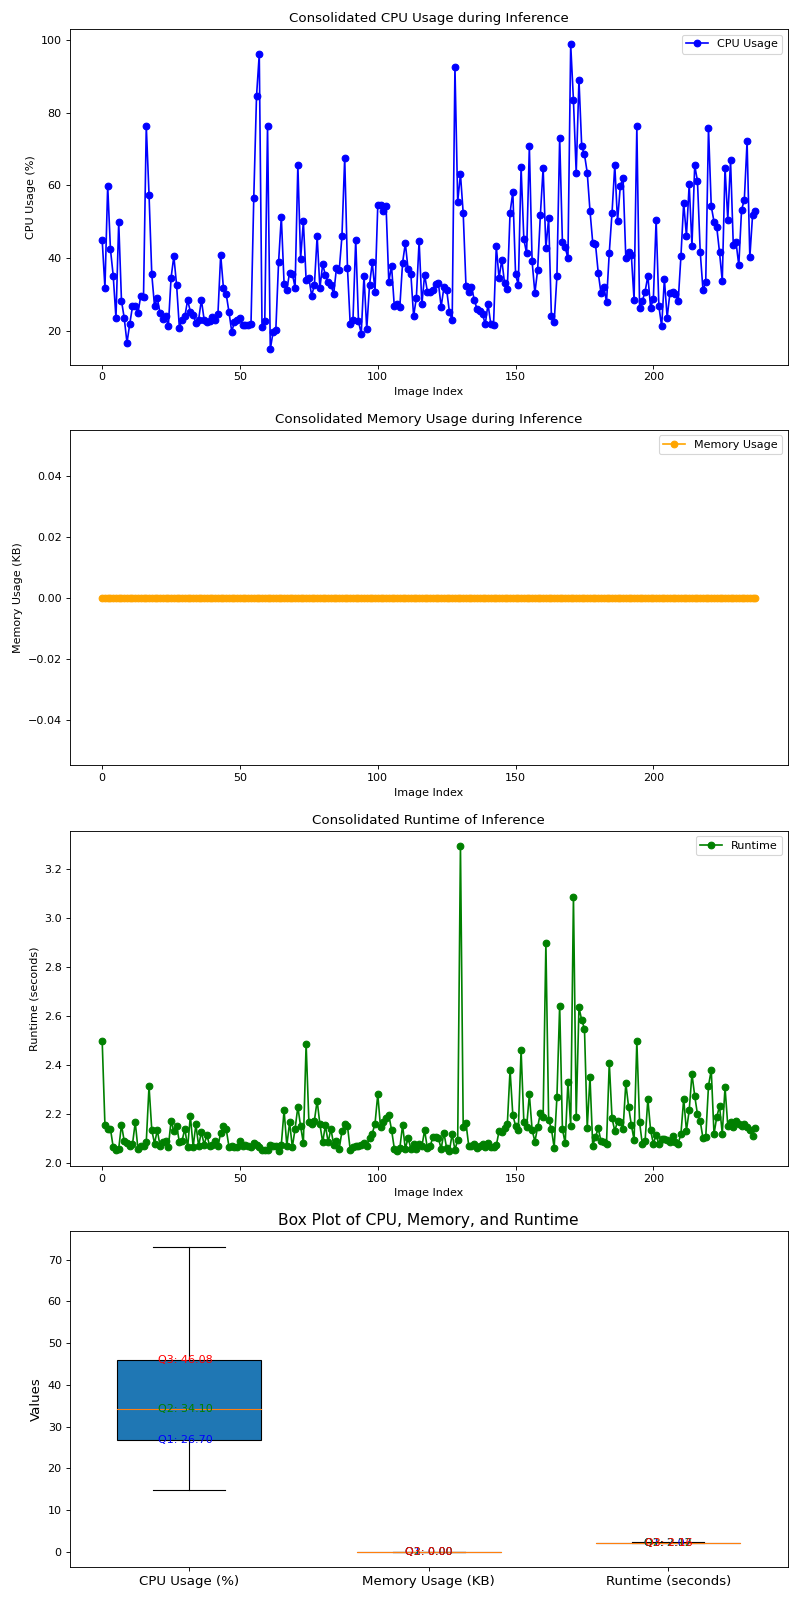 Consolidated CPU Usage during Inference
CPU Usage
100
80
60
40
20
CPU Usage (%)
0 50 100 150 200
Image Index
Consolidated Memory Usage during Inference
Memory Usage
0.04
0.02
0.00
−0.02
−0.04
Memory Usage (KB)
0 50 100 150 200
Image Index
Consolidated Runtime of Inference
Runtime
3.2
3.0
2.8
2.6
2.4
2.2
2.0
Runtime (seconds)
0 50 100 150 200
Image Index
Box Plot of CPU, Memory, and Runtime
70
60
50
40
30
20
10
0
Values
Q3: 46.08
Q2: 34.10
Q1: 26.70
CPU Usage (%) Memory Usage (KB) Runtime (seconds)